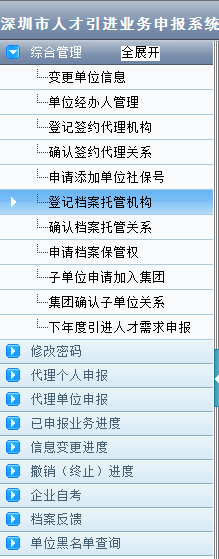 深圳市人才引进业务申报系统
综合管理 全展开
变更单位信息
单位经办人管理
登记签约代理机构
确认签约代理关系
申请添加单位社保号
登记档案托管机构
确认档案托管关系
申请档案保管权
子单位申请加入集团
集团确认子单位关系
下年度引进人才需求申报
修改密码
代理个人申报
代理单位申报
已申报业务进度
信息变更进度
撤销（终止）进度
企业自考
档案反馈
单位黑名单查询